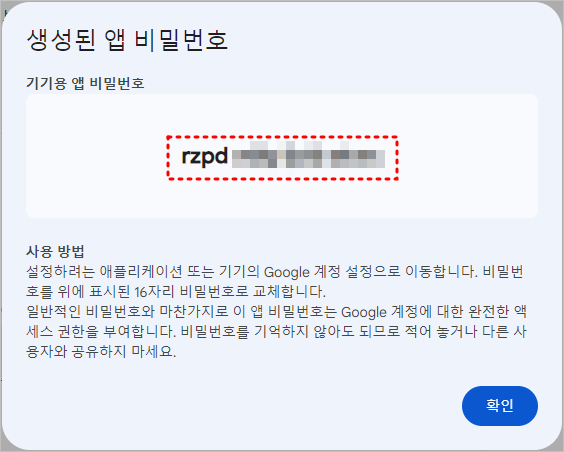 생성된 앱 비밀번호
기기용 앱 비밀번호
rzpd
사용 방법
설정하려는 애플리케이션 또는 기기의 Google 계정 설정으로 이동합니다. 비밀번
호를 위에 표시된 16자리 비밀번호로 교체합니다.
일반적인 비밀번호와 마찬가지로 이 앱 비밀번호는 Google 계정에 대한 완전한 액
세스 권한을 부여합니다. 비밀번호를 기억하지 않아도 되므로 적어 놓거나 다른 사
용자와 공유하지 마세요.
확인